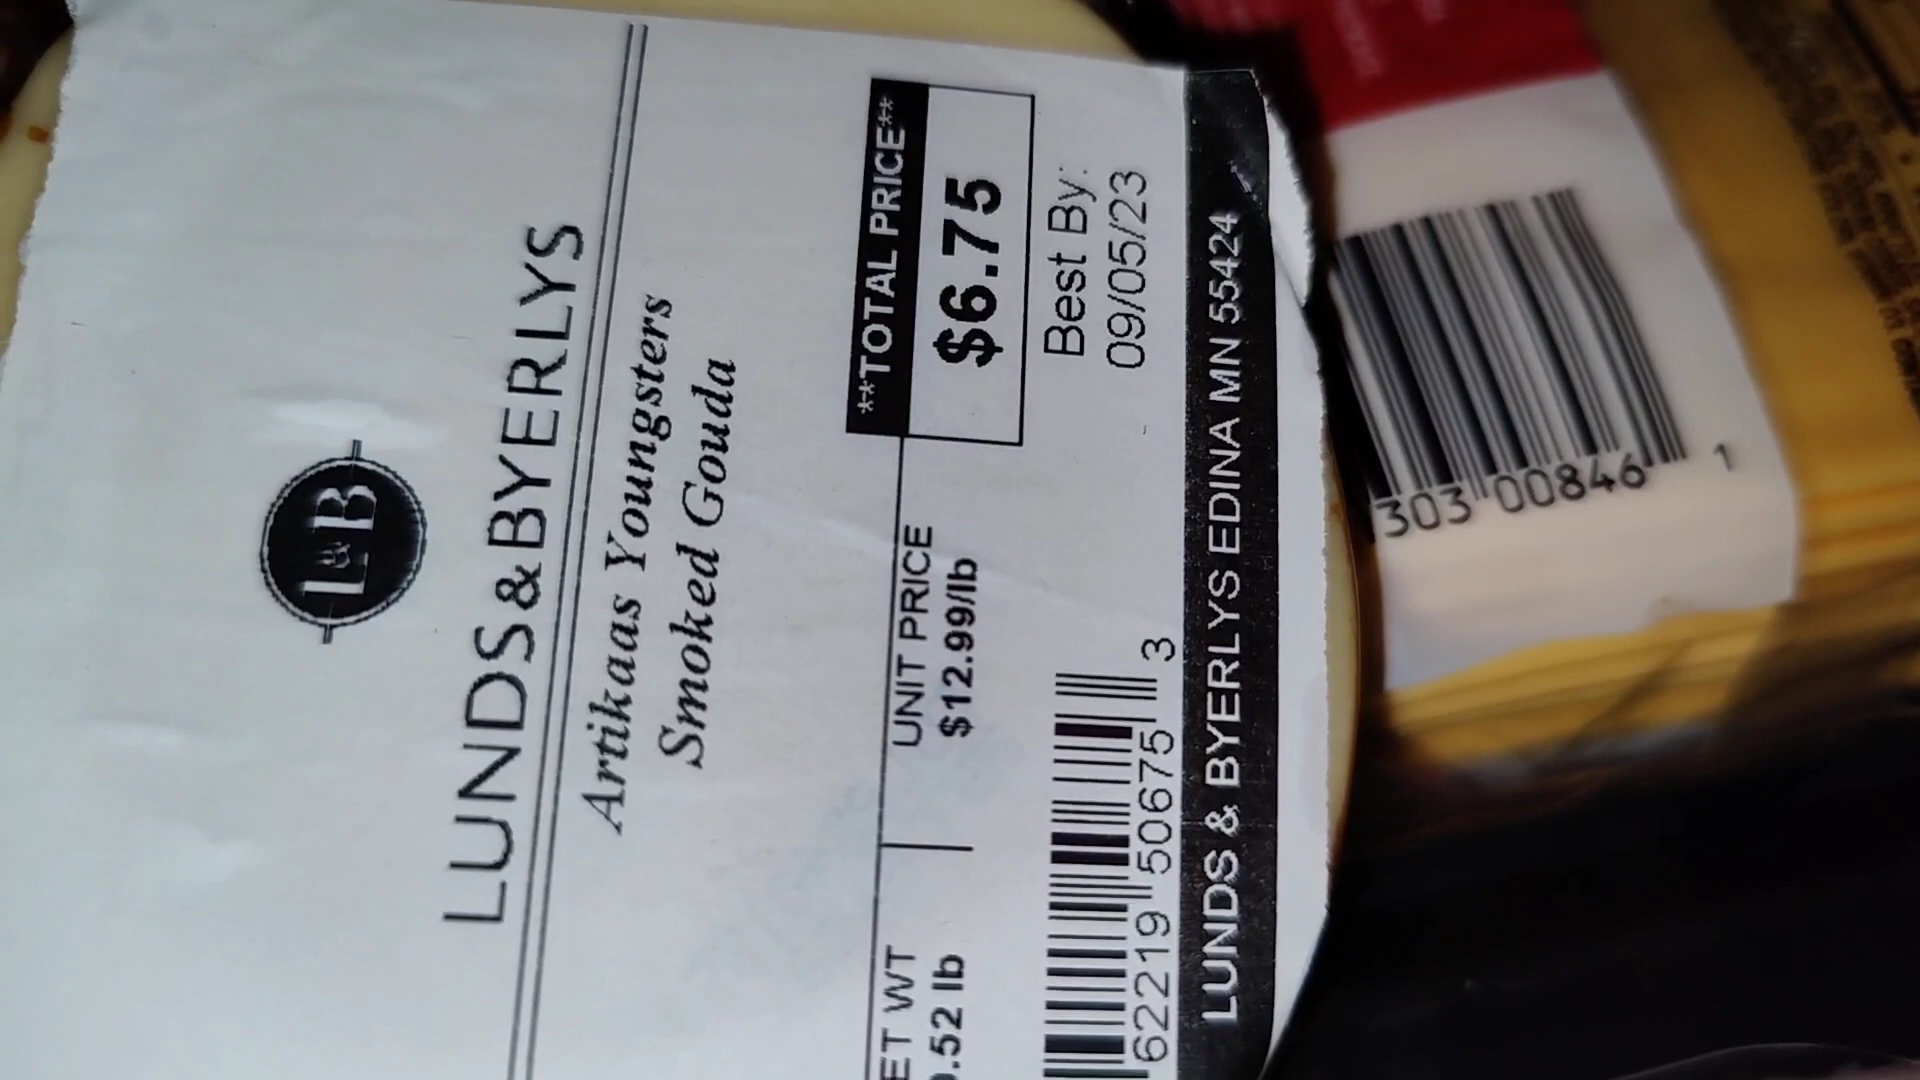 L&B
LUNDS & BYERLYS
Artikaas Youngsters
Smoked Gouda
**TOTAL PRICE**
$6.75
ET WT
.52 lb
UNIT PRICE
$12.99/lb
Best By:
09/05/23
62219 50675 3
LUNDS & BYERLYS EDINA MN 55424
303 00846 1